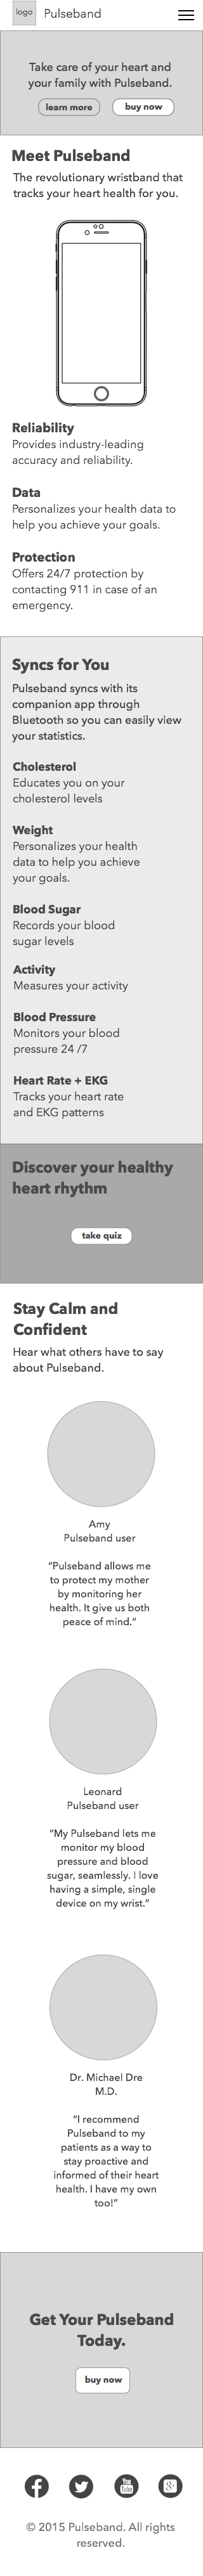 logo Pulseband
Take care of your heart and
your family with Pulseband.
learn more buy now
Meet Pulseband
The revolutionary wristband that
tracks your heart health for you.
Reliability
Provides industry-leading
accuracy and reliability.
Data
Personalizes your health data to
help you achieve your goals.
Protection
Offers 24/7 protection by
contacting 911 in case of an
emergency.
Syncs for You
Pulseband syncs with its
companion app through
Bluetooth so you can easily view
your statistics.
Cholesterol
Educates you on your
cholesterol levels
Weight
Personalizes your health
data to help you achieve
your goals.
Blood Sugar
Records your blood
sugar levels
Activity
Measures your activity
Blood Pressure
Monitors your blood
pressure 24 /7
Heart Rate + EKG
Tracks your heart rate
and EKG patterns
Discover your healthy
heart rhythm
take quiz
Stay Calm and
Confident
Hear what others have to say
about Pulseband.
Amy
Pulseband user
“Pulseband allows me
to protect my mother
by monitoring her
health. It give us both
peace of mind.”
Leonard
Pulseband user
“My Pulseband lets me
monitor my blood
pressure and blood
sugar, seamlessly. I love
having a simple, single
device on my wrist.”
Dr. Michael Dre
M.D.
“I recommend
Pulseband to my
patients as a way to
stay proactive and
informed of their heart
health. I have my own
too!”
Get Your Pulseband
Today.
buy now
You
Tube
© 2015 Pulseband. All rights
reserved.